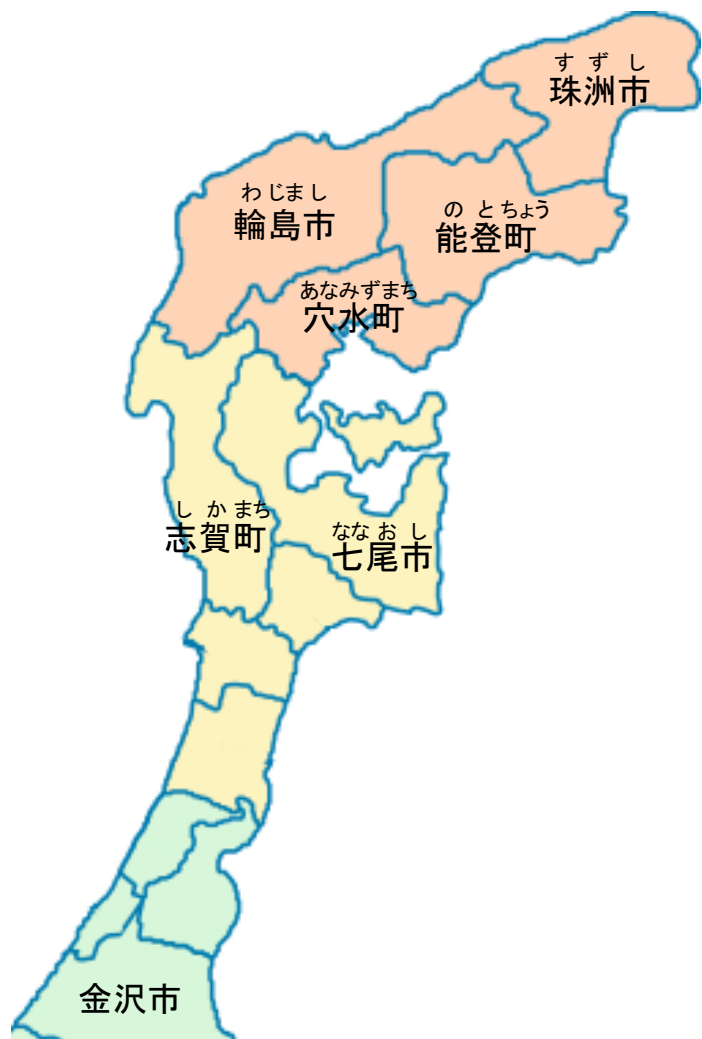 すずし
珠洲市
わじまし
輪島市
のとちょう
能登町
あなみずまち
穴水町
しかまち
志賀町
ななおし
七尾市
金沢市